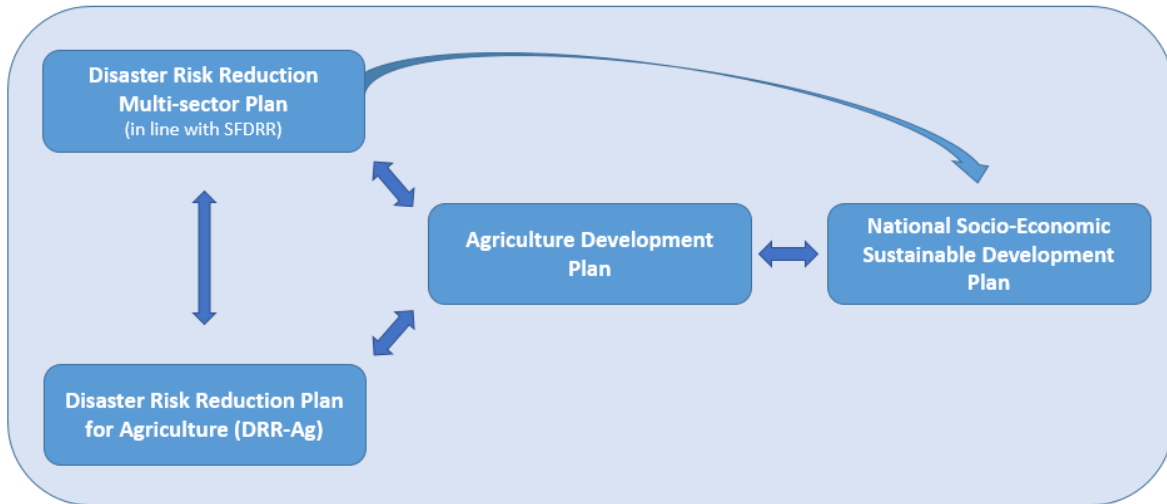 Disaster Risk Reduction
Multi-sector Plan
(in line with SFDRR)
Agriculture Development
Plan
National Socio-Economic
Sustainable Development
Plan
Disaster Risk Reduction Plan
for Agriculture (DRR-Ag)